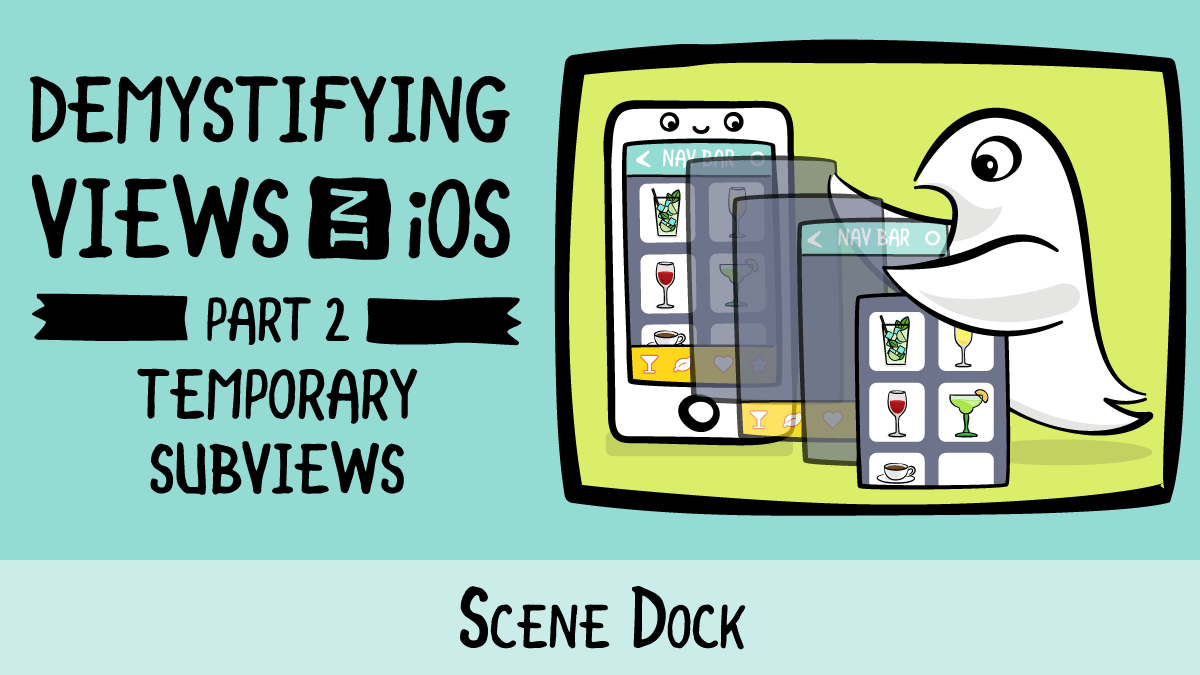 DEMYSTIFYING
VIEWS IN iOS
PART 2
TEMPORARY
SUBVIEWS
NAV BAR
NAV BAR
SCENE DOCK